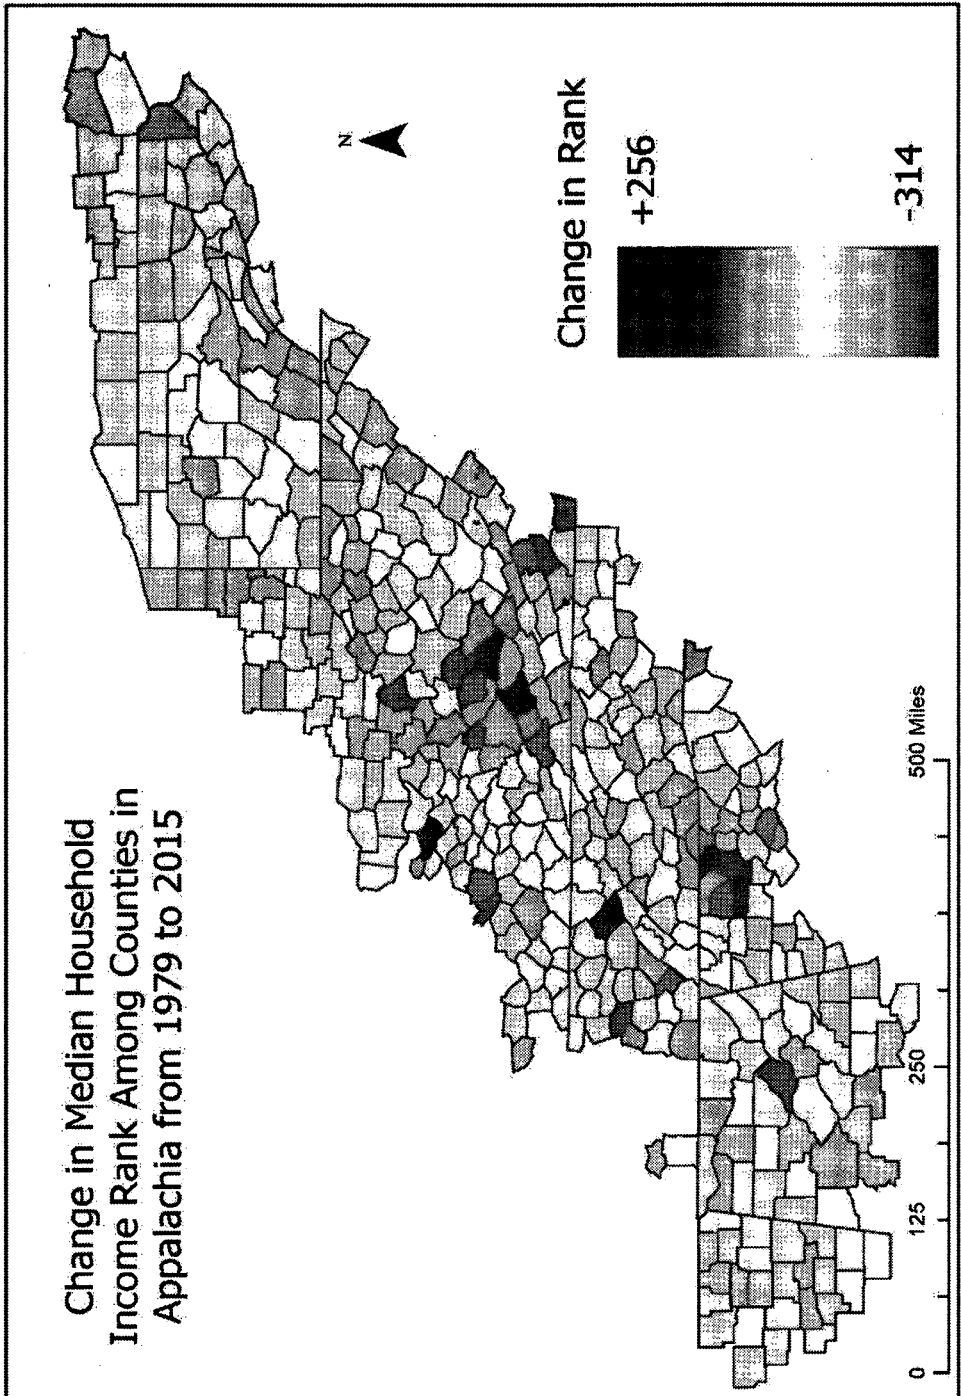 Change in Median Household
Income Rank Among Counties in
Appalachia from 1979 to 2015
N
Change in Rank
+256
-314
0
125
250
500 Miles